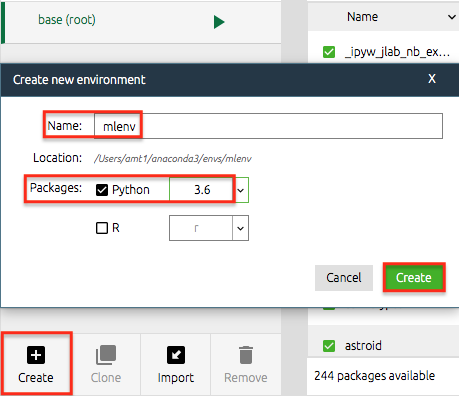 base (root)
Name
_ipyw_jlab_nb_ex...
Create new environment
X
Name: mlenv
Location: /Users/amt1/anaconda3/envs/mlenv
Packages: Python 3.6
R r
Cancel Create
astroid
Create Clone Import Remove
244 packages available